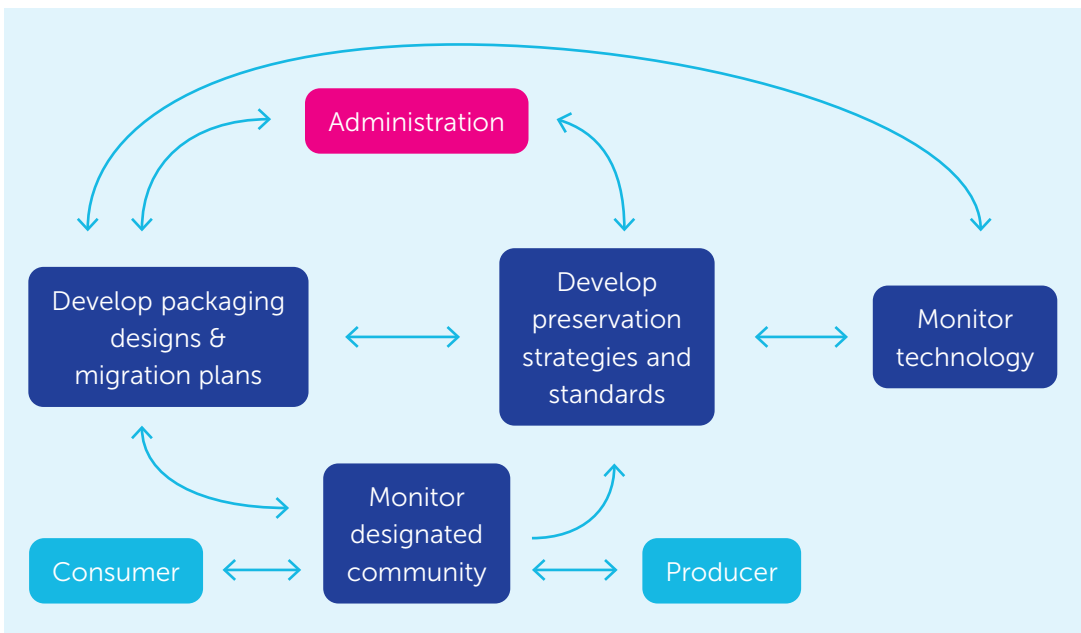 Administration
Develop packaging
designs &
migration plans
Develop
preservation
strategies and
standards
Monitor
technology
Monitor
designated
community
Consumer
Producer